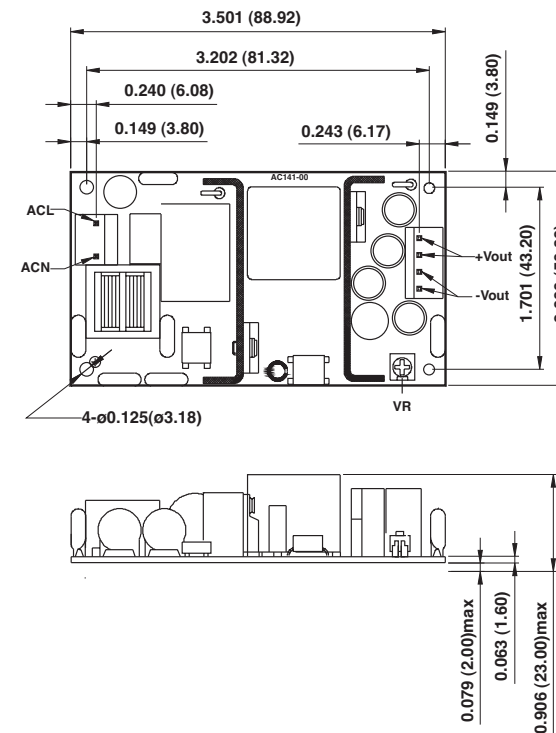 3.501 (88.92)
3.202 (81.32)
0.240 (6.08)
0.149 (3.80)
0.243 (6.17)
0.149 (3.80)
AC141-00
ACL
ACN
+Vout
-Vout
1.701 (43.20)
VR
4-ø0.125(ø3.18)
0.079 (2.00)max
0.063 (1.60)
0.906 (23.00)max